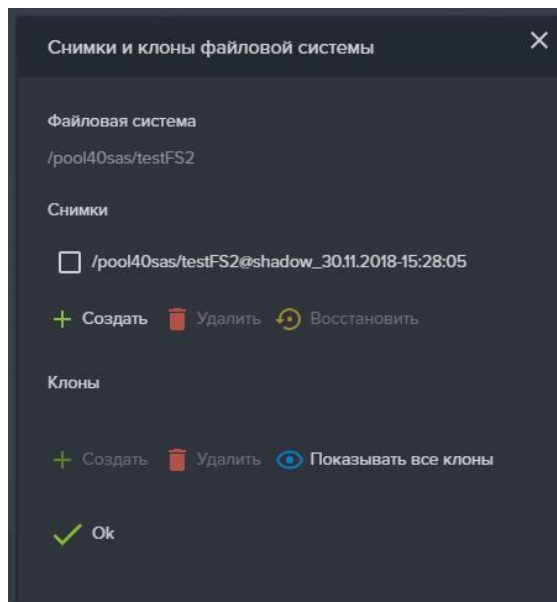 Снимки и клоны файловой системы
Файловая система
/pool40sas/testFS2
Снимки
/pool40sas/testFS2@shadow_30.11.2018-15:28:05
Создать Удалить Восстановить
Клоны
Создать Удалить Показывать все клоны
Ok